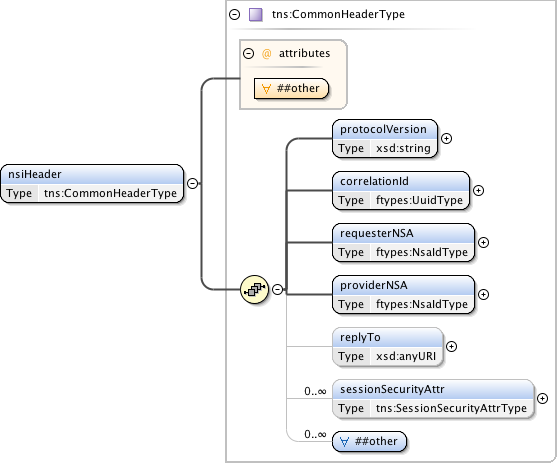 tns:CommonHeaderType
@ attributes
∀ ##other
nsiHeader
Type tns:CommonHeaderType
protocolVersion
Type xsd:string
correlationId
Type ftypes:UuidType
requesterNSA
Type ftypes:NsaIdType
providerNSA
Type ftypes:NsaIdType
replyTo
Type xsd:anyURI
0..∞
sessionSecurityAttr
Type tns:SessionSecurityAttrType
0..∞
∀ ##other